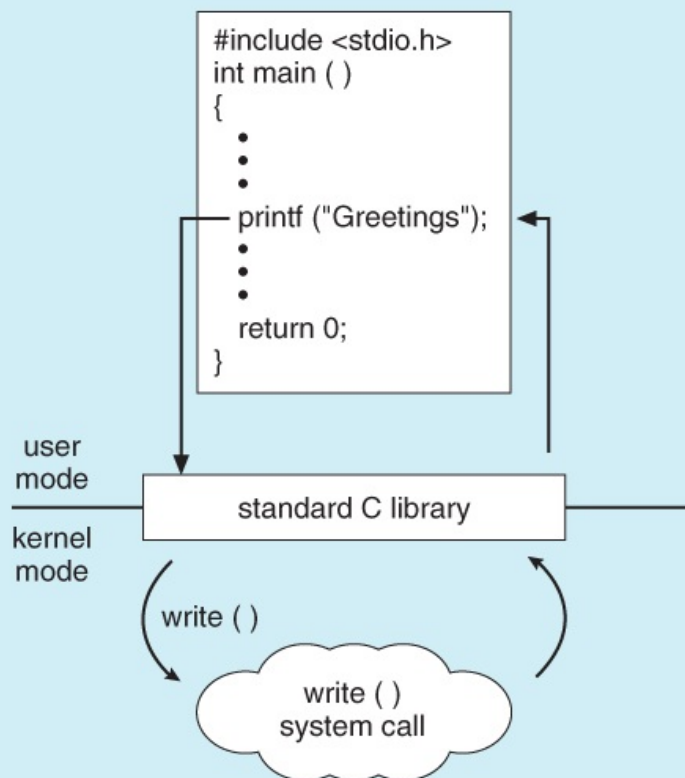 #include <stdio.h>
int main ( )
{
•
•
•
printf ("Greetings");
•
•
•
return 0;
}
user
mode
standard C library
kernel
mode
write ( )
write ( )
system call